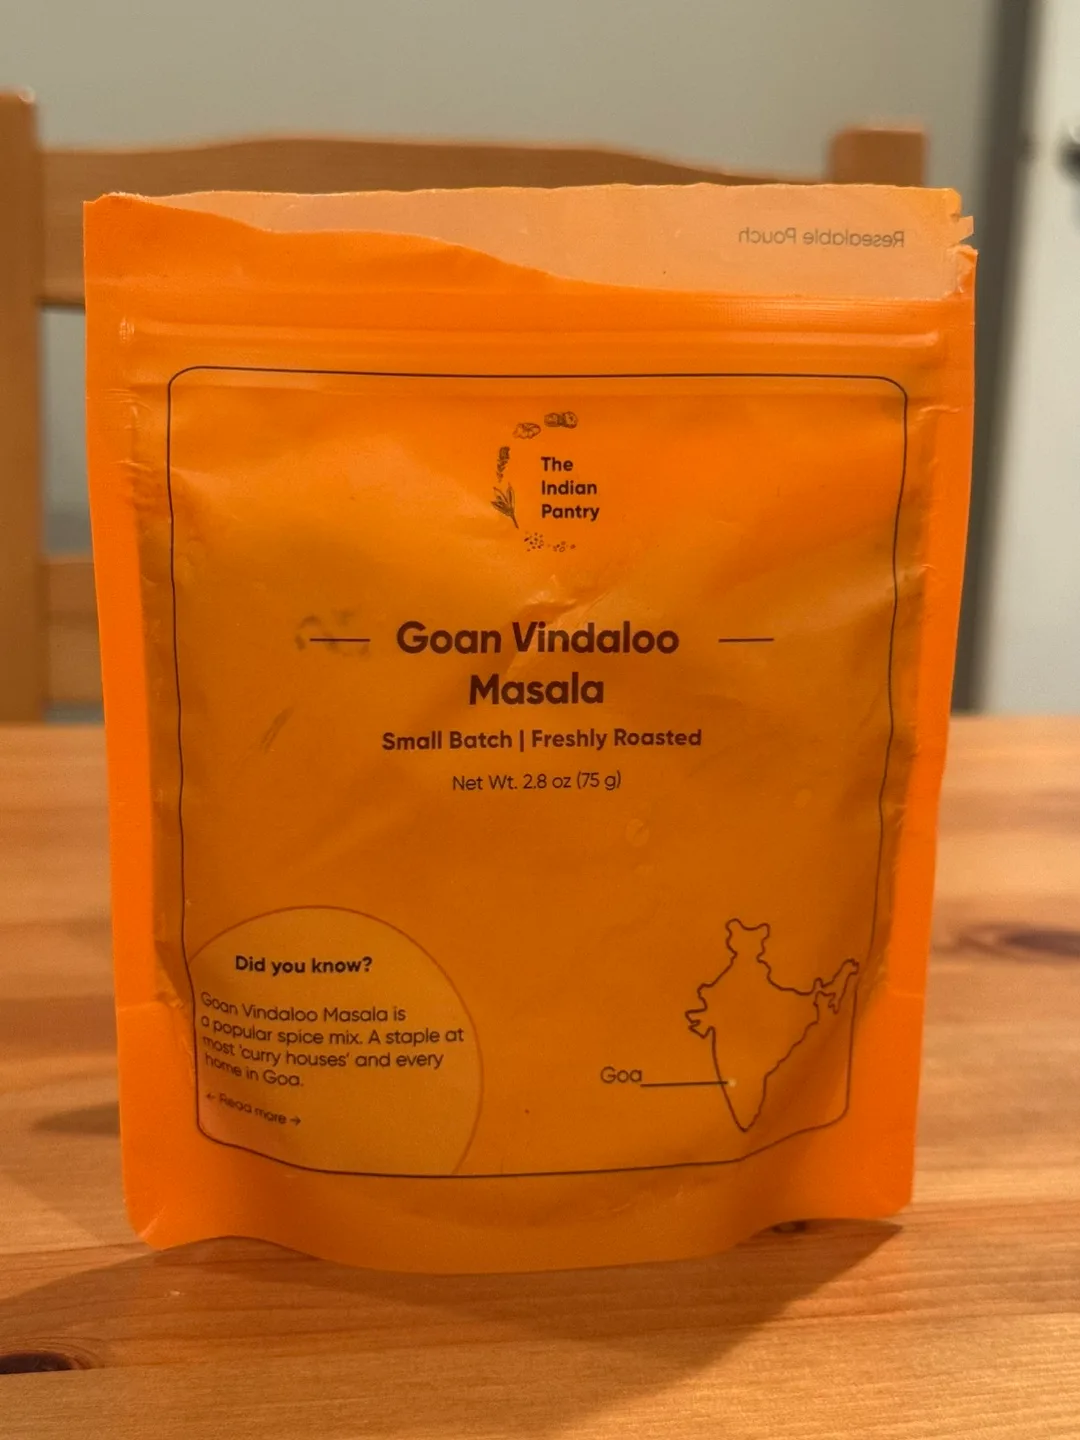 Resealable Pouch
The
Indian
Pantry
Goan Vindaloo
Masala
Small Batch | Freshly Roasted
Net Wt. 2.8 oz (75 g)
Did you know?
Goan Vindaloo Masala is
a popular spice mix. A staple at
most 'curry houses' and every
home in Goa.
← Read more →
Goa